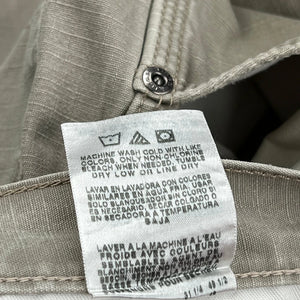 MACHINE WASH COLD WITH LIKE
COLORS, ONLY NON-CHLORINE
BLEACH WHEN NEEDED, TUMBLE
DRY LOW OR LINE DRY
LAVAR EN LAVADORA CON COLORES
SIMILARES EN AGUA FRIA. USAR
SOLO BLANQUEADOR SIN CLORO SI
ES NECESARIO. SECAR COLGADO O
EN SECADORA A TEMPERATURA
BAJA
LAVER A LA MACHINE A L'EAU
FROIDE AVEC COULEURS